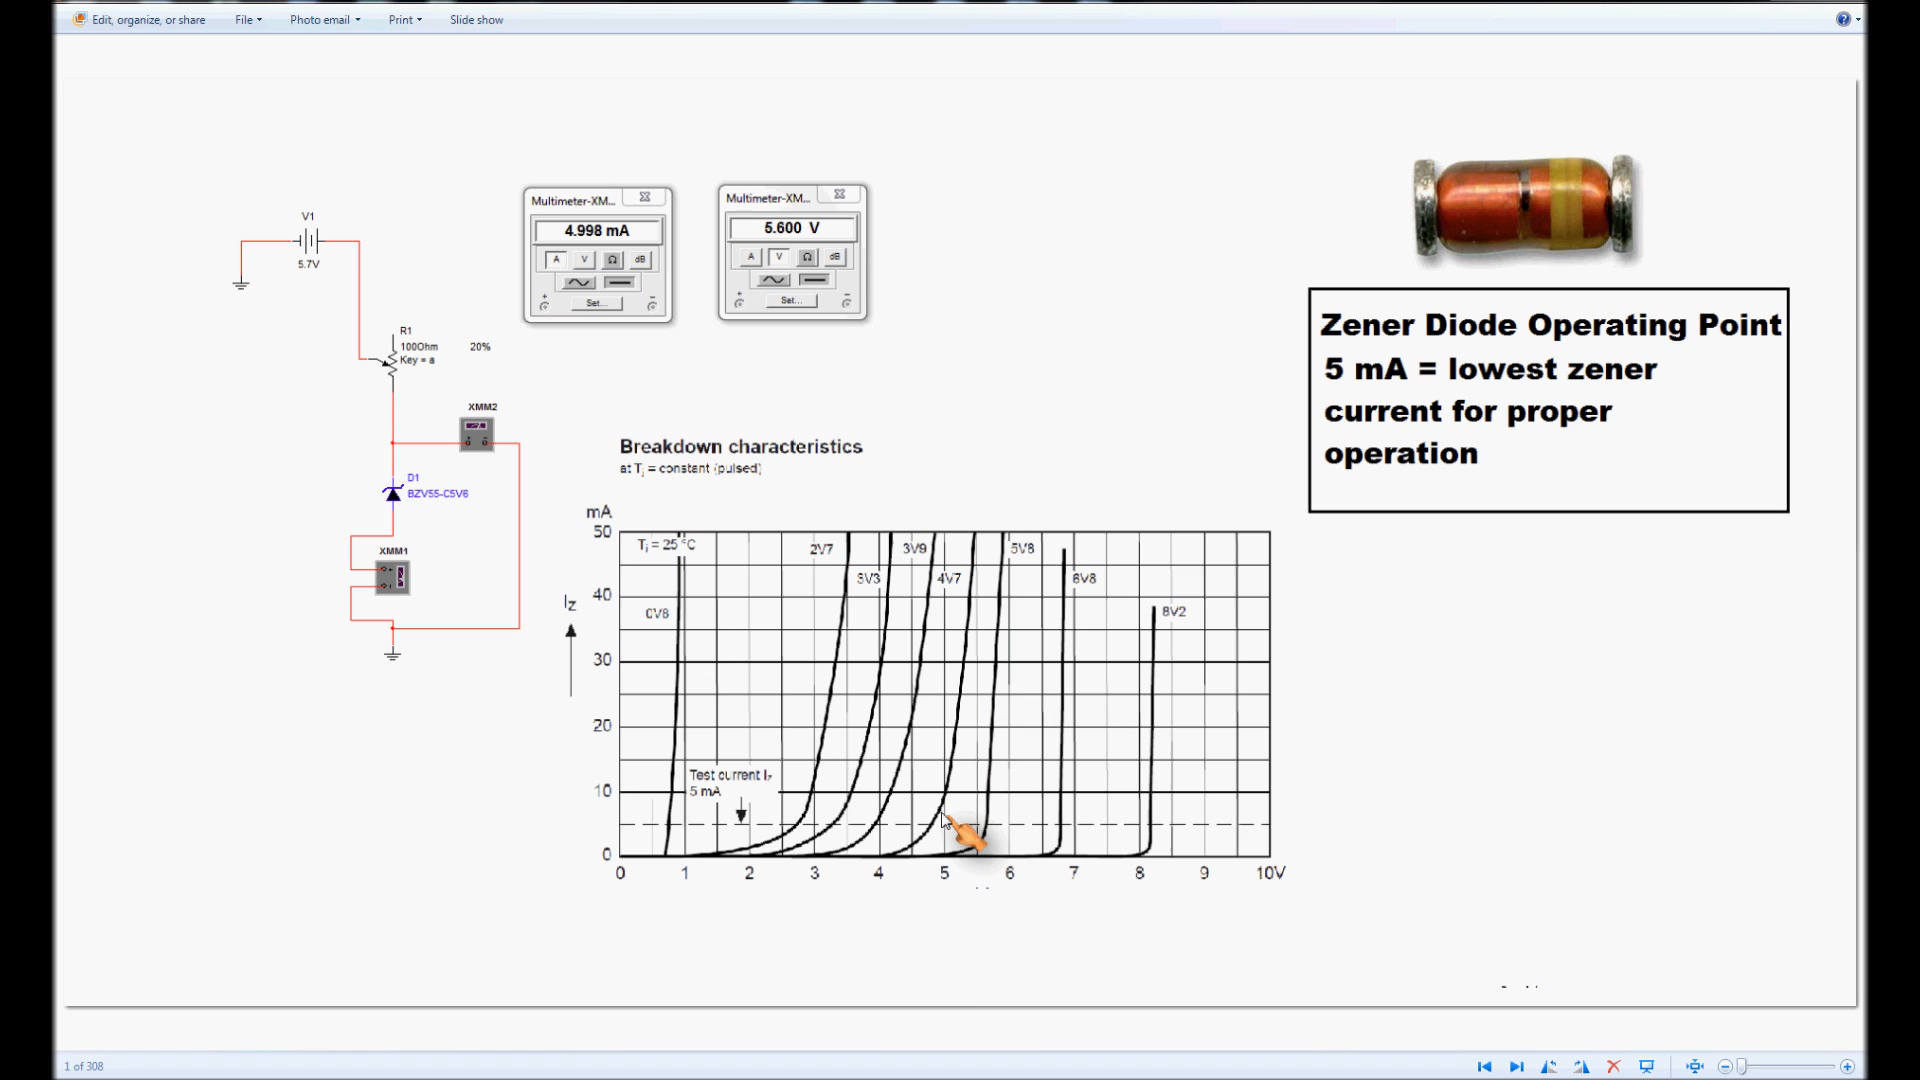 Edit, organize, or share File Photo email Print Slide show
Multimeter-XM...
4.998 mA
A V Ω dB
Set...
Multimeter-XM...
5.600 V
A V Ω dB
Set...
V1
5.7V
R1
100Ohm 20%
Key = a
XMM2
D1
BZV55-C5V6
XMM1
Zener Diode Operating Point
5 mA = lowest zener
current for proper
operation
Breakdown characteristics
at Tj = constant (pulsed)
mA
50
40
30
20
10
0
IZ
Tj = 25 °C
2V7
3V9
5V8
3V3
4V7
6V8
8V2
0V8
Test current IZ
5 mA
0 1 2 3 4 5 6 7 8 9 10V
1 of 308